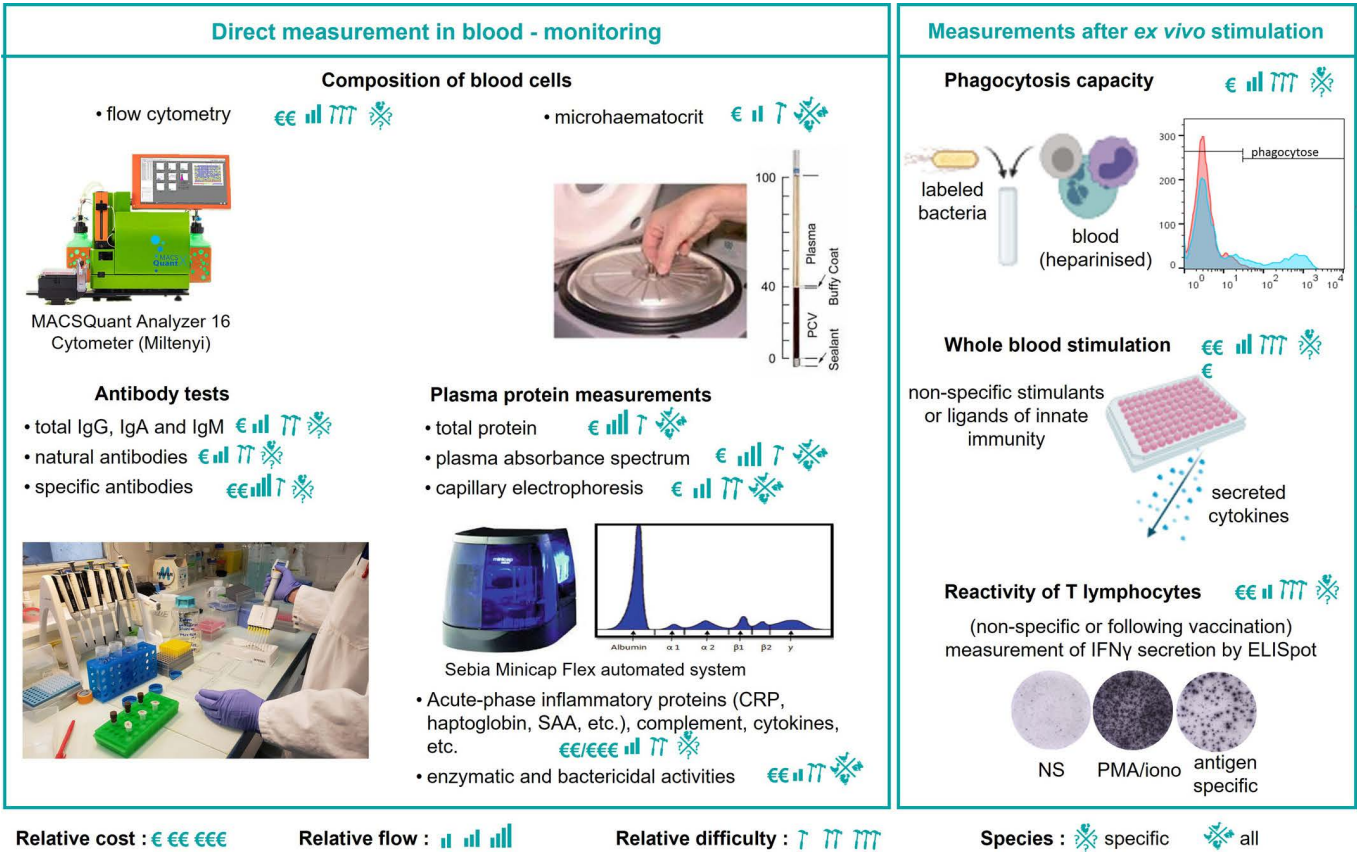 Direct measurement in blood - monitoring
Composition of blood cells
• flow cytometry €€
• microhaematocrit €
MACS
Quant
MACSQuant Analyzer 16
Cytometer (Miltenyi)
100
40
0
Plasma
Buffy Coat
PCV
Sealant
Antibody tests
• total IgG, IgA and IgM €
• natural antibodies €
• specific antibodies €€
Plasma protein measurements
• total protein €
• plasma absorbance spectrum €
• capillary electrophoresis €
Albumin α 1 α 2 β1 β2 γ
Sebia Minicap Flex automated system
• Acute-phase inflammatory proteins (CRP,
haptoglobin, SAA, etc.), complement, cytokines,
etc. €€/€€€
• enzymatic and bactericidal activities €€
Measurements after ex vivo stimulation
Phagocytosis capacity €
labeled
bacteria
blood
(heparinised)
phagocytose
300
200
100
0
10⁰ 10¹ 10² 10³ 10⁴
Whole blood stimulation €€
€
non-specific stimulants
or ligands of innate
immunity
secreted
cytokines
Reactivity of T lymphocytes €€
(non-specific or following vaccination)
measurement of IFNγ secretion by ELISpot
NS
PMA/iono
antigen
specific
Relative cost : € €€ €€€
Relative flow :
Relative difficulty :
Species : specific all